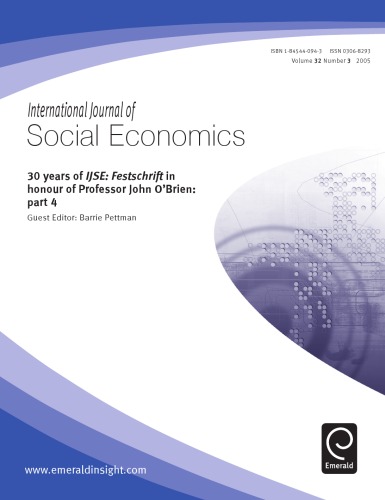 ISBN 1-84544-094-3 ISSN 0306-8293
Volume 32 Number 3 2005
International Journal of
Social Economics
30 years of IJSE: Festschrift in
honour of Professor John O'Brien:
part 4
Guest Editor: Barrie Pettman
Emerald
www.emeraldinsight.com